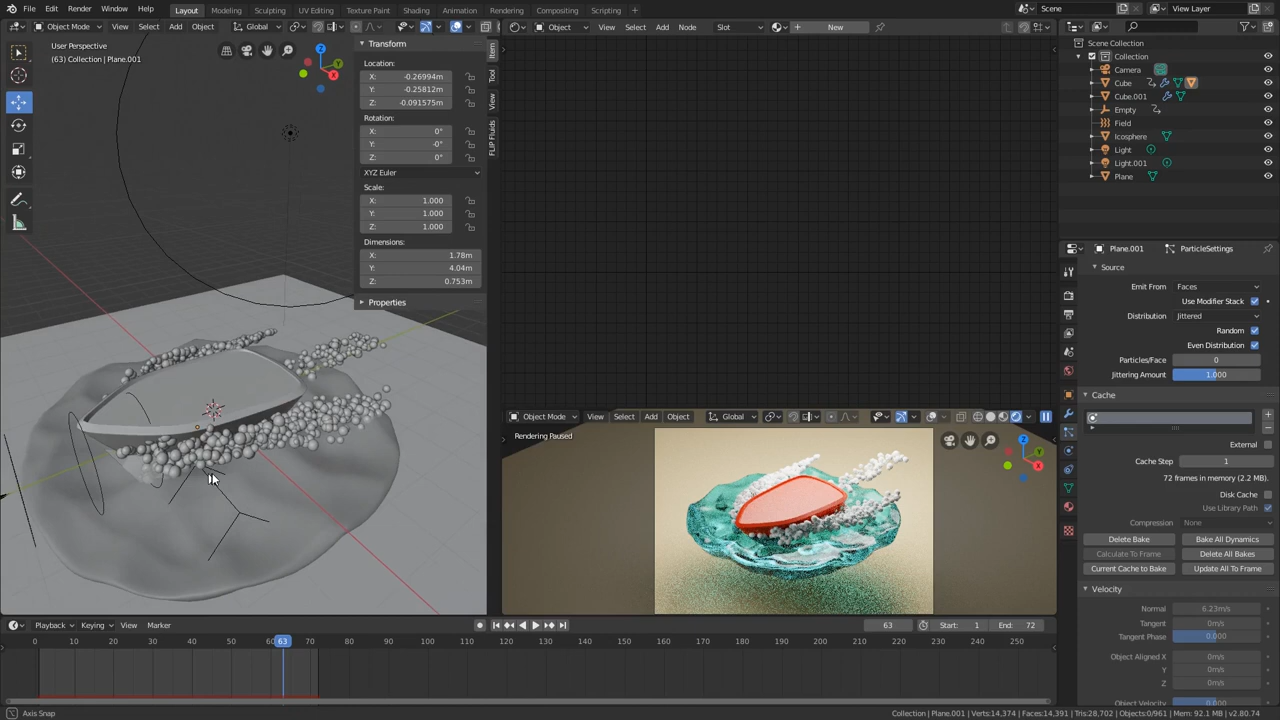 File Edit Render Window Help Layout Modeling Sculpting UV Editing Texture Paint Shading Animation Rendering Compositing Scripting + Scene View Layer
Object Mode View Select Add Object Global
User Perspective
(63) Collection | Plane.001
Transform
Location:
X: -0.26994m
Y: -0.25812m
Z: -0.091575m
Rotation:
X: 0°
Y: -0°
Z: 0°
XYZ Euler
Scale:
X: 1.000
Y: 1.000
Z: 1.000
Dimensions:
X: 1.78m
Y: 4.04m
Z: 0.753m
Properties
Item
Tool
View
FLIP Fluids
Z
Y
X
Object View Select Add Node Slot New
Object Mode View Select Add Object Global
Rendering Paused
Z
Y
X
Scene Collection
Collection
Camera
Cube
Cube.001
Empty
Field
Icosphere
Light
Light.001
Plane
Plane.001 ParticleSettings
Source
Emit From Faces
Use Modifier Stack
Distribution Jittered
Random
Even Distribution
Particles/Face 0
Jittering Amount 1.000
Cache
External
Cache Step 1
72 frames in memory (2.2 MB).
Disk Cache
Use Library Path
Compression None
Delete Bake Bake All Dynamics
Calculate To Frame Delete All Bakes
Current Cache to Bake Update All To Frame
Velocity
Normal 6.23m/s
Tangent 0m/s
Tangent Phase 0.000
Object Aligned X 0m/s
Y 0m/s
Z 0m/s
Object Velocity 0.000
Playback Keying View Marker 63 Start: 1 End: 72
0 10 20 30 40 50 60 63 70 80 90 100 110 120 130 140 150 160 170 180 190 200 210 220 230 240 250
Axis Snap
Collection | Plane.001 | Verts:14,374 | Faces:14,391 | Tris:28,702 | Objects:0/961 | Mem: 92.1 MB | v2.80.74